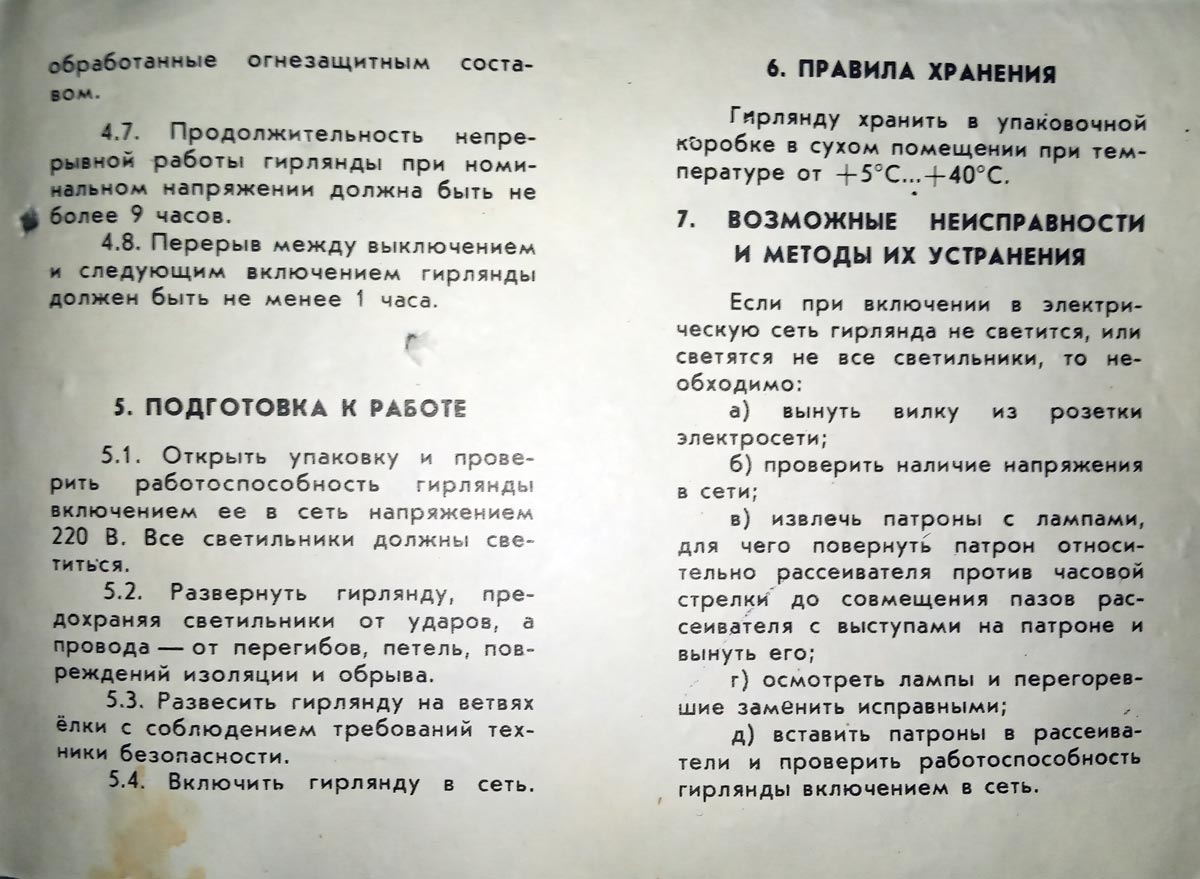 обработанные огнезащитным соста-
вом.
4.7. Продолжительность непре-
рывной работы гирлянды при номи-
нальном напряжении должна быть не
более 9 часов.
4.8. Перерыв между выключением
и следующим включением гирлянды
должен быть не менее 1 часа.
5. ПОДГОТОВКА К РАБОТЕ
5.1. Открыть упаковку и прове-
рить работоспособность гирлянды
включением ее в сеть напряжением
220 В. Все светильники должны све-
титься.
5.2. Развернуть гирлянду, пре-
дохраняя светильники от ударов, а
провода — от перегибов, петель, пов-
реждений изоляции и обрыва.
5.3. Развесить гирлянду на ветвях
ёлки с соблюдением требований тех-
ники безопасности.
5.4. Включить гирлянду в сеть.
6. ПРАВИЛА ХРАНЕНИЯ
Гирлянду хранить в упаковочной
коробке в сухом помещении при тем-
пературе от +5°С...+40°С.
7. ВОЗМОЖНЫЕ НЕИСПРАВНОСТИ
И МЕТОДЫ ИХ УСТРАНЕНИЯ
Если при включении в электри-
ческую сеть гирлянда не светится, или
светятся не все светильники, то не-
обходимо:
а) вынуть вилку из розетки
электросети;
б) проверить наличие напряжения
в сети;
в) извлечь патроны с лампами,
для чего повернуть патрон относи-
тельно рассеивателя против часовой
стрелки до совмещения пазов рас-
сеивателя с выступами на патроне и
вынуть его;
г) осмотреть лампы и перегорев-
шие заменить исправными;
д) вставить патроны в рассеива-
тели и проверить работоспособность
гирлянды включением в сеть.